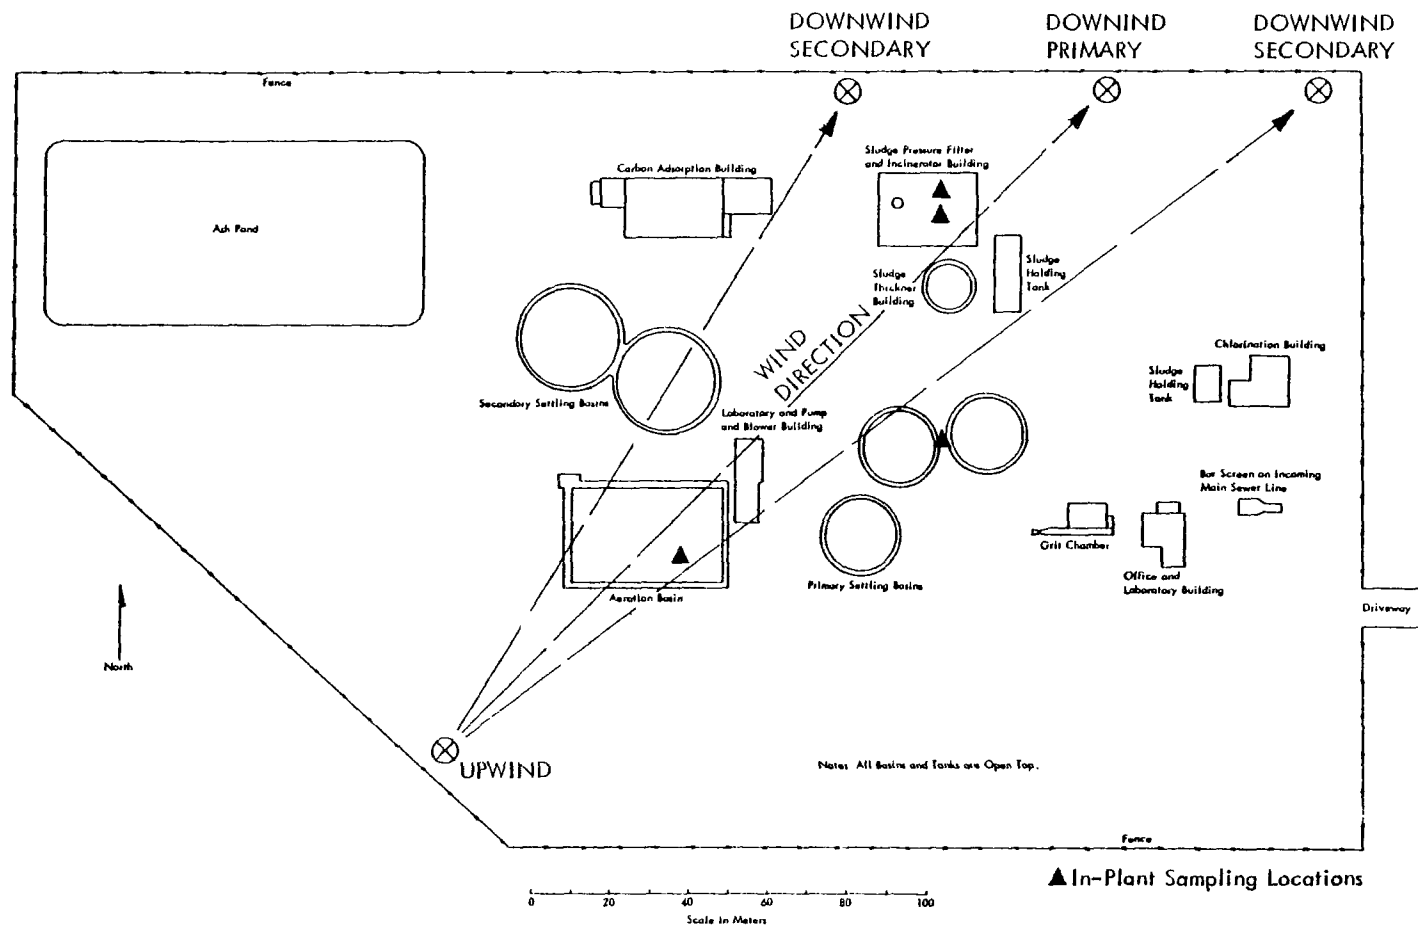 DOWNWIND
SECONDARY
DOWNIND
PRIMARY
DOWNWIND
SECONDARY
Fence
Sludge Pressure Filter
and Incinerator Building
Carbon Adsorption Building
Ash Pond
Sludge
Thickner
Building
Sludge
Holding
Tank
WIND
DIRECTION
Chlorination Building
Sludge
Holding
Tank
Secondary Settling Basins
Laboratory and Pump
and Blower Building
Bar Screen on Incoming
Main Sewer Line
Grit Chamber
Office and
Laboratory Building
Primary Settling Basins
Aeration Basin
Driveway
North
UPWIND
Notes: All Basins and Tanks are Open Top.
Fence
In-Plant Sampling Locations
0 20 40 60 80 100
Scale in Meters